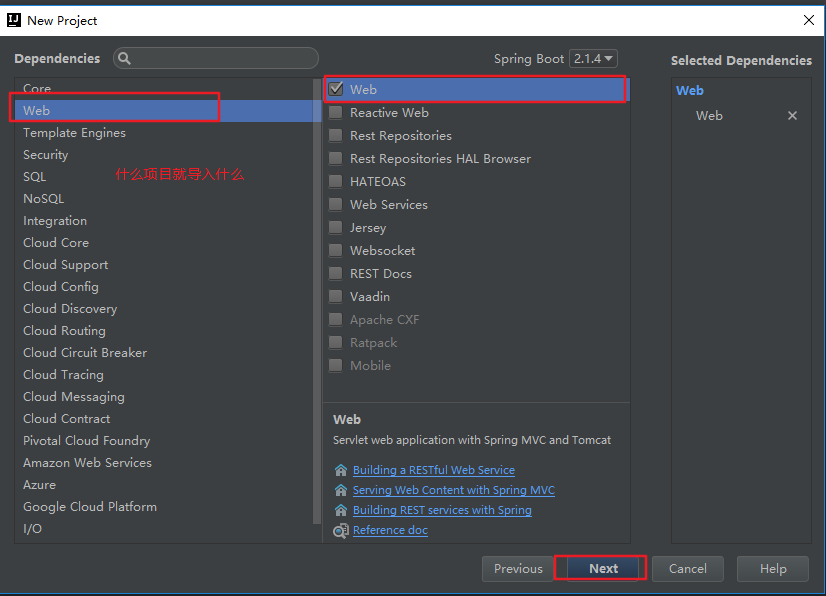 New Project
Dependencies
Spring Boot 2.1.4
Selected Dependencies
Core
Web
Template Engines
Security
SQL
什么项目就导入什么
NoSQL
Integration
Cloud Core
Cloud Support
Cloud Config
Cloud Discovery
Cloud Routing
Cloud Circuit Breaker
Cloud Tracing
Cloud Messaging
Cloud Contract
Pivotal Cloud Foundry
Amazon Web Services
Azure
Google Cloud Platform
I/O
Web
Reactive Web
Rest Repositories
Rest Repositories HAL Browser
HATEOAS
Web Services
Jersey
Websocket
REST Docs
Vaadin
Apache CXF
Ratpack
Mobile
Web
Servlet web application with Spring MVC and Tomcat
Building a RESTful Web Service
Serving Web Content with Spring MVC
Building REST services with Spring
Reference doc
Web
Web
Previous
Next
Cancel
Help